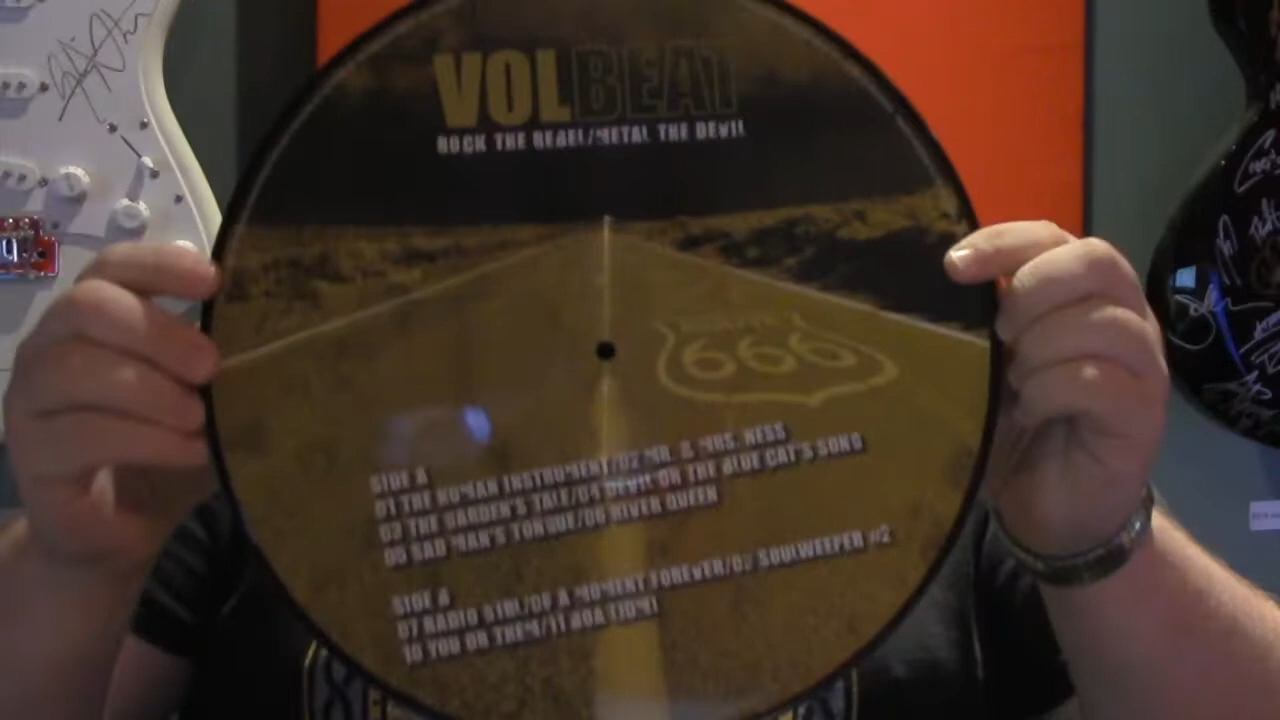 VOLBEAT
ROCK THE REBEL/METAL THE DEVIL
666
SIDE A
01 THE HUMAN INSTRUMENT/02 MR. & MRS. NESS
03 THE GARDEN'S TALE/04 DEVIL OR THE BLUE CAT'S SONG
05 SAD MAN'S TONGUE/06 RIVER QUEEN
SIDE B
07 RADIO GIRL/08 A MOMENT FOREVER/09 SOULWEEPER #2
10 YOU OR THEM/11 BOA [JDM]